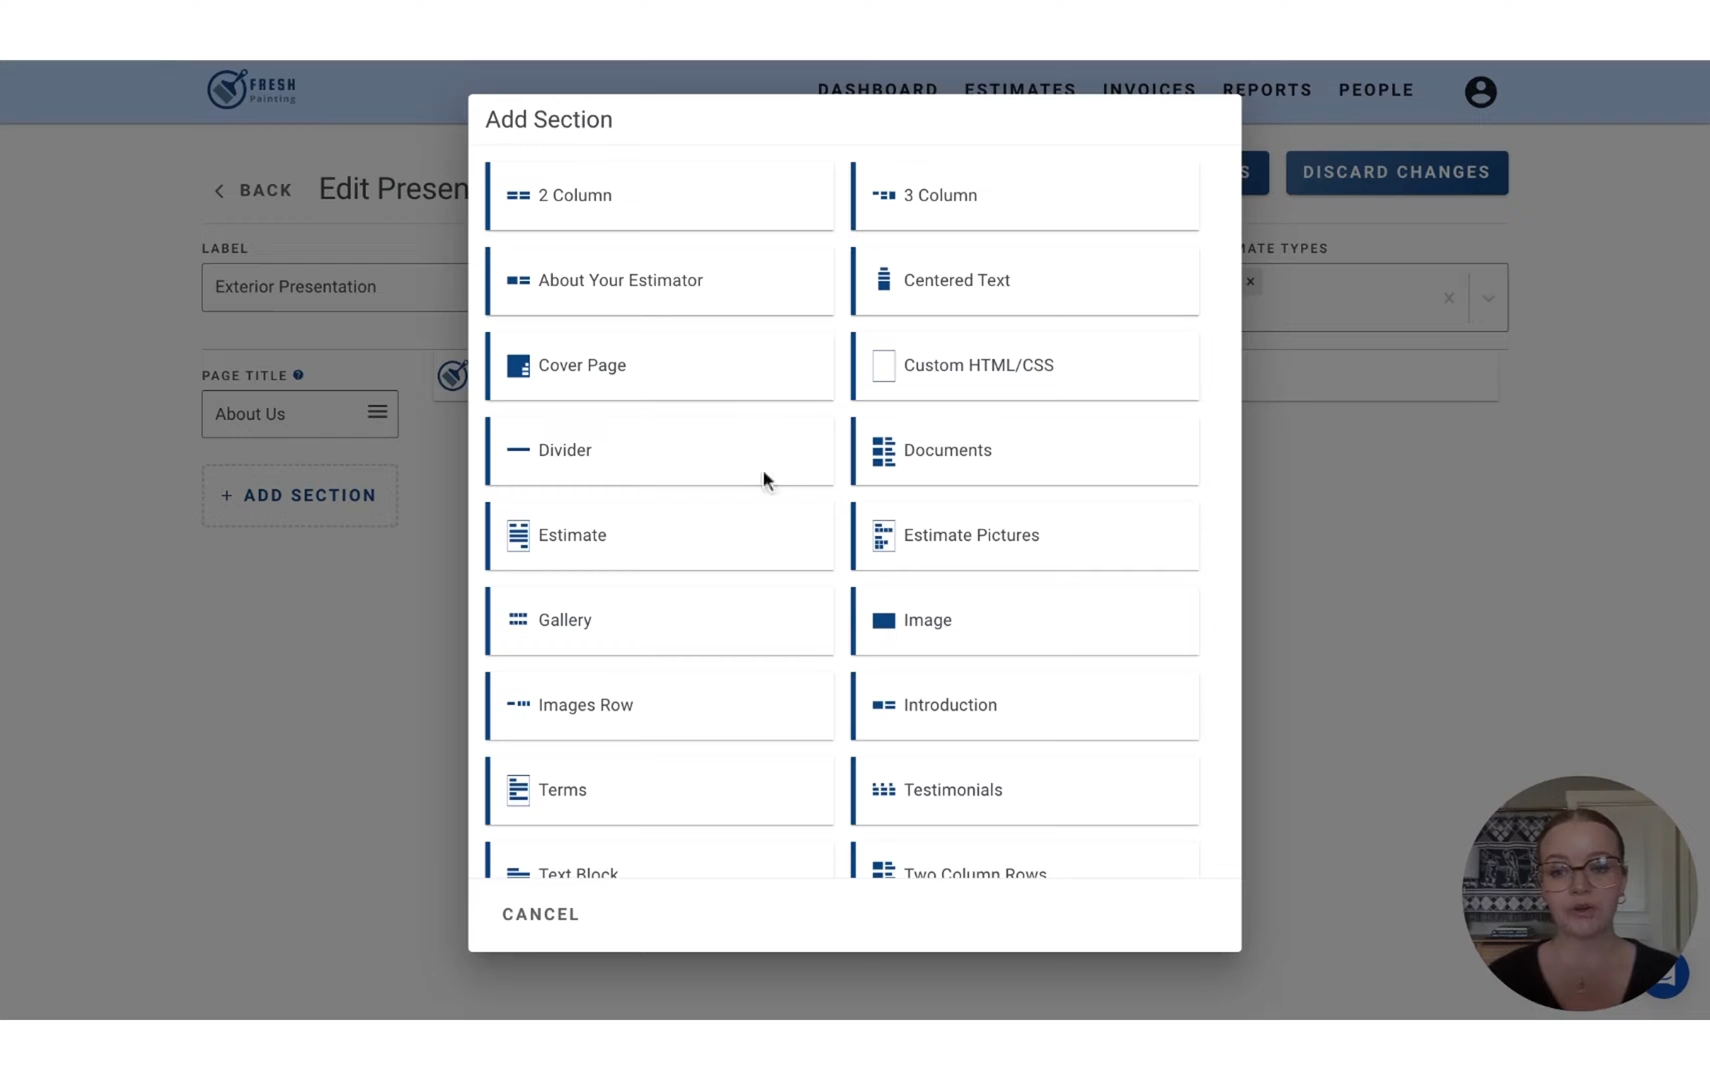 FRESH
Painting
DASHBOARD ESTIMATES INVOICES REPORTS PEOPLE
Add Section
BACK Edit Presen
S
DISCARD CHANGES
2 Column
3 Column
LABEL
MATE TYPES
Exterior Presentation
About Your Estimator
Centered Text
PAGE TITLE
About Us
+ ADD SECTION
Cover Page
Custom HTML/CSS
Divider
Documents
Estimate
Estimate Pictures
Gallery
Image
Images Row
Introduction
Terms
Testimonials
Text Block
Two Column Rows
CANCEL